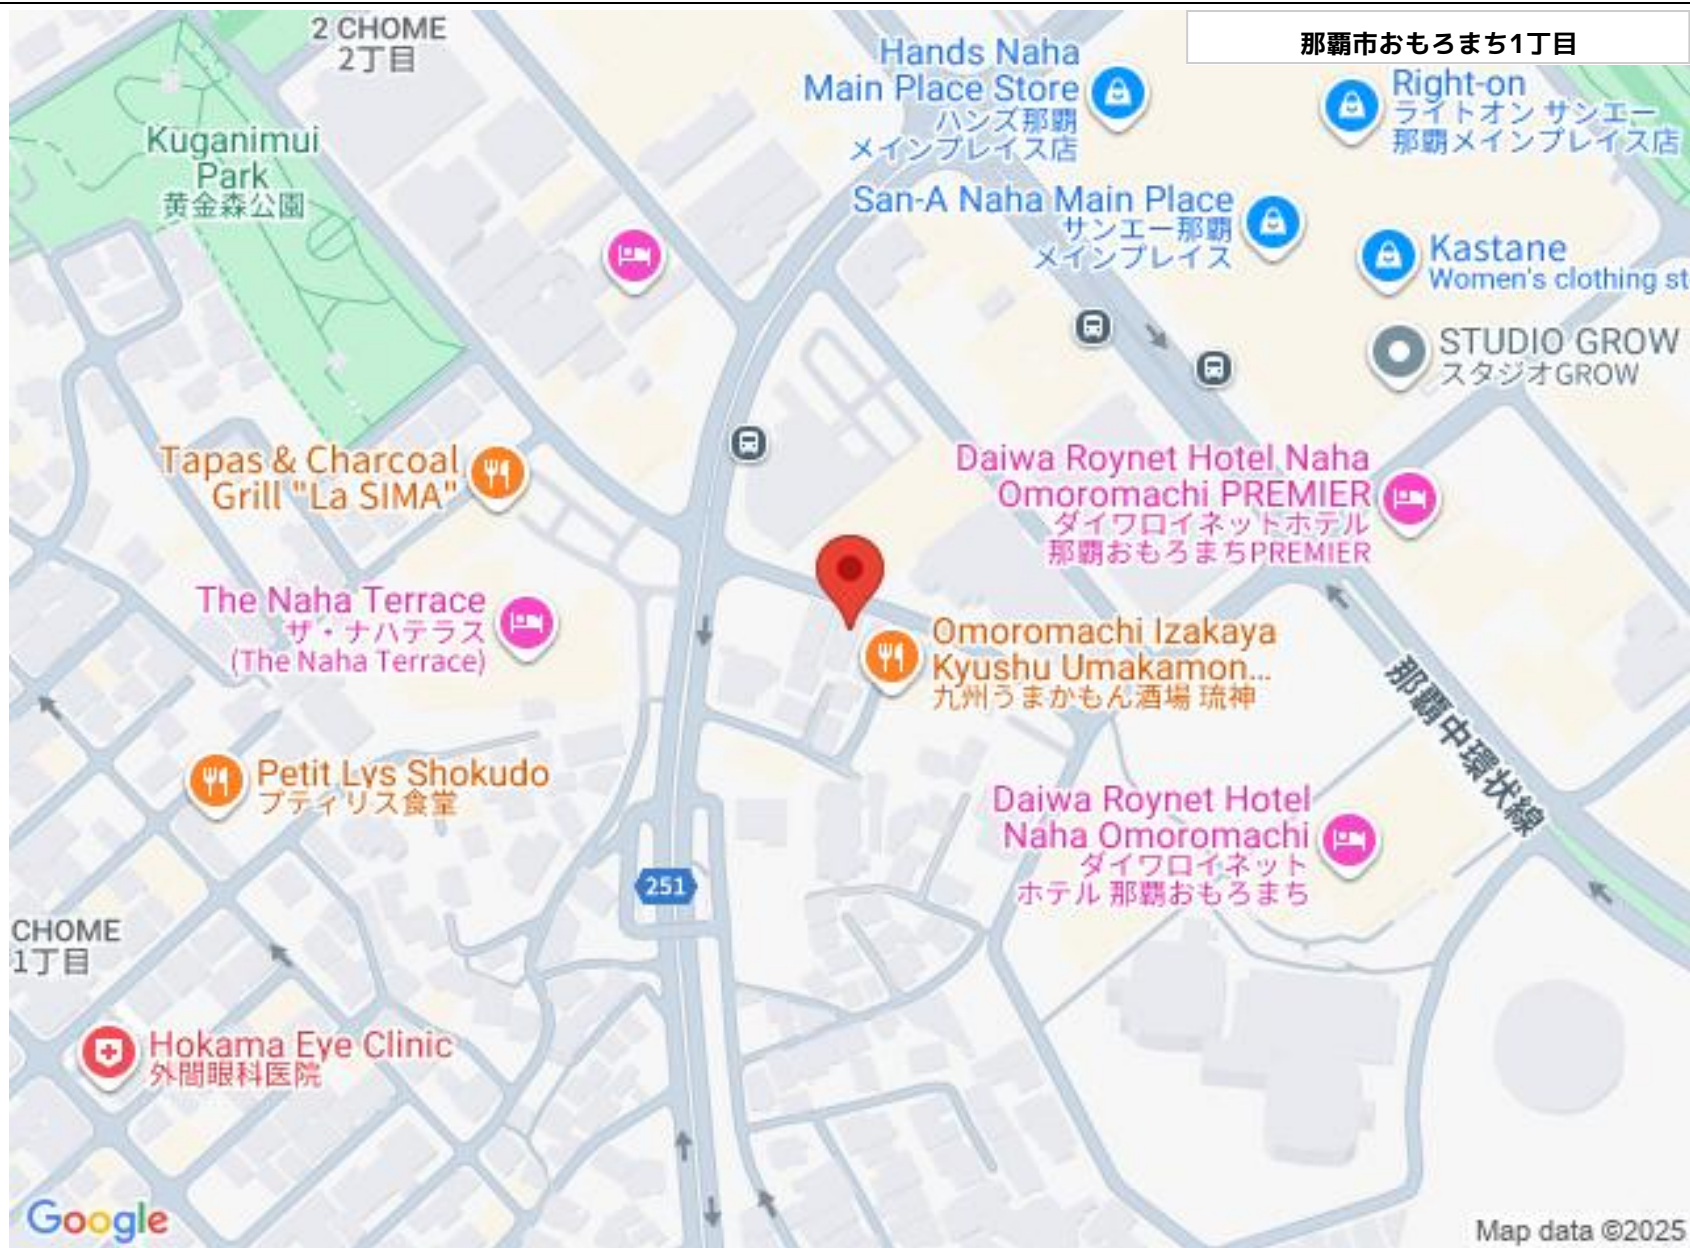 2 CHOME
2丁目
那覇市おもろまち1丁目
Hands Naha
Main Place Store
ハンズ那覇
メインプレイス店
Right-on
ライトオン サンエー
那覇メインプレイス店
Kuganimui
Park
黄金森公園
San-A Naha Main Place
サンエー那覇
メインプレイス
Kastane
Women's clothing st
STUDIO GROW
スタジオGROW
Tapas & Charcoal
Grill "La SIMA"
Daiwa Roynet Hotel Naha
Omoromachi PREMIER
ダイワロイネットホテル
那覇おもろまちPREMIER
The Naha Terrace
ザ・ナハテラス
(The Naha Terrace)
Omoromachi Izakaya
Kyushu Umakamon...
九州うまかもん酒場 琉神
那覇中環状線
Petit Lys Shokudo
プティリス食堂
Daiwa Roynet Hotel
Naha Omoromachi
ダイワロイネット
ホテル 那覇おもろまち
251
CHOME
1丁目
Hokama Eye Clinic
外間眼科医院
Google
Map data ©2025